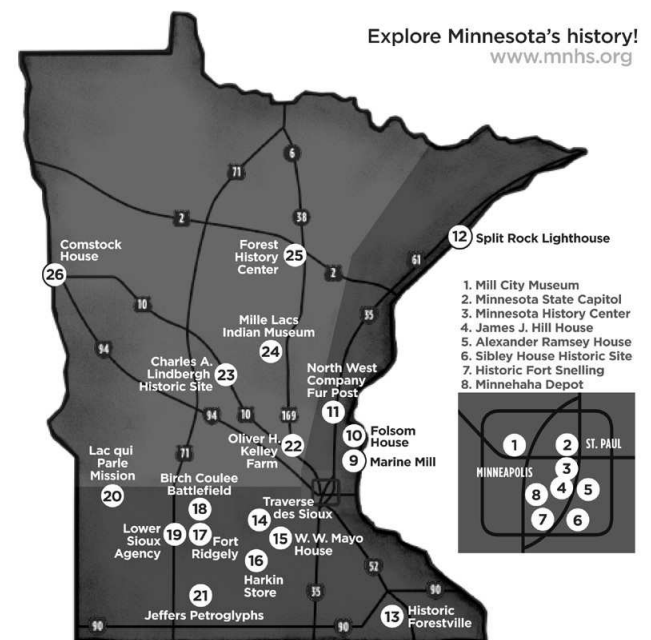 Explore Minnesota's history!
www.mnhs.org
71
6
2
38
Forest
History
Center
25
2
61
12 Split Rock Lighthouse
Comstock
House
26
10
35
94
Mille Lacs
Indian Museum
24
Charles A.
Lindbergh
Historic Site
23
North West
Company
Fur Post
11
94
10
169
Oliver H.
Kelley
Farm
22
10 Folsom
House
9 Marine Mill
71
Lac qui
Parle
Mission
20
Birch Coulee
Battlefield
18
Traverse
des Sioux
14
Lower
Sioux
Agency
19
17 Fort
Ridgely
15 W. W. Mayo
House
16
Harkin
Store
21
Jeffers Petroglyphs
35
52
90
90
90
13 Historic
Forestville
1. Mill City Museum
2. Minnesota State Capitol
3. Minnesota History Center
4. James J. Hill House
5. Alexander Ramsey House
6. Sibley House Historic Site
7. Historic Fort Snelling
8. Minnehaha Depot
1
2 ST. PAUL
MINNEAPOLIS
3
8
4
5
7
6